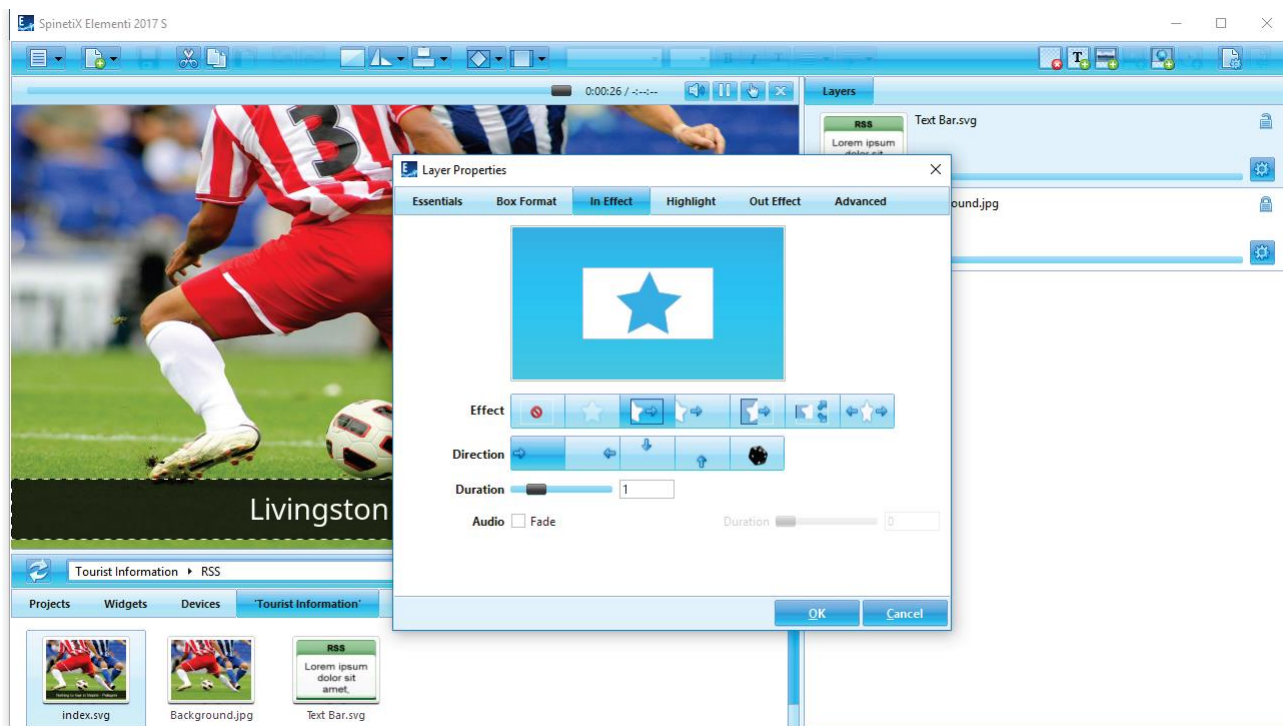 SpinetiX Elementi 2017 S
B I T
0:00:26 / -:--:--
Layers
RSS
Lorem ipsum
dolor sit
Text Bar.svg
ound.jpg
3
Livingston
Layer Properties
Essentials Box Format In Effect Highlight Out Effect Advanced
Effect
Direction
Duration 1
Audio Fade Duration 0
OK Cancel
Tourist Information ▸ RSS
Projects Widgets Devices 'Tourist Information'
index.svg
Background.jpg
RSS
Lorem ipsum
dolor sit
amet,
Text Bar.svg